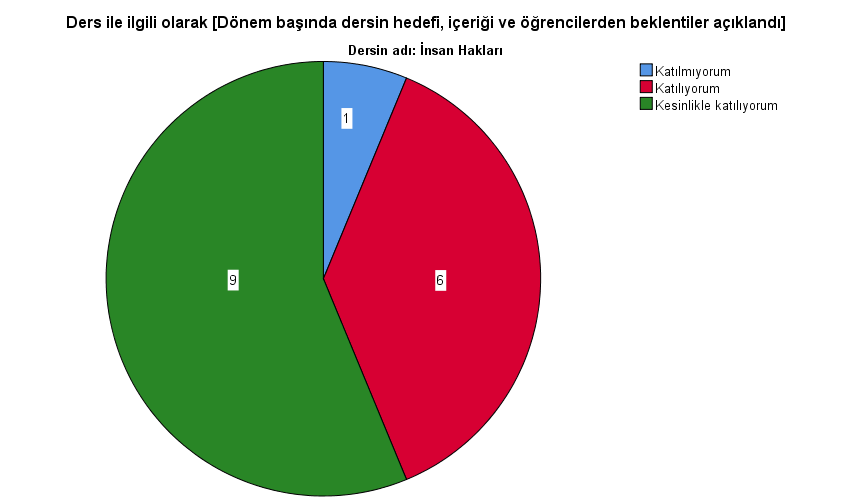 Ders ile ilgili olarak [Dönem başında dersin hedefi, içeriği ve öğrencilerden beklentiler açıklandı]
Dersin adı: İnsan Hakları
Katılmıyorum
Katılıyorum
Kesinlikle katılıyorum
1
9
6